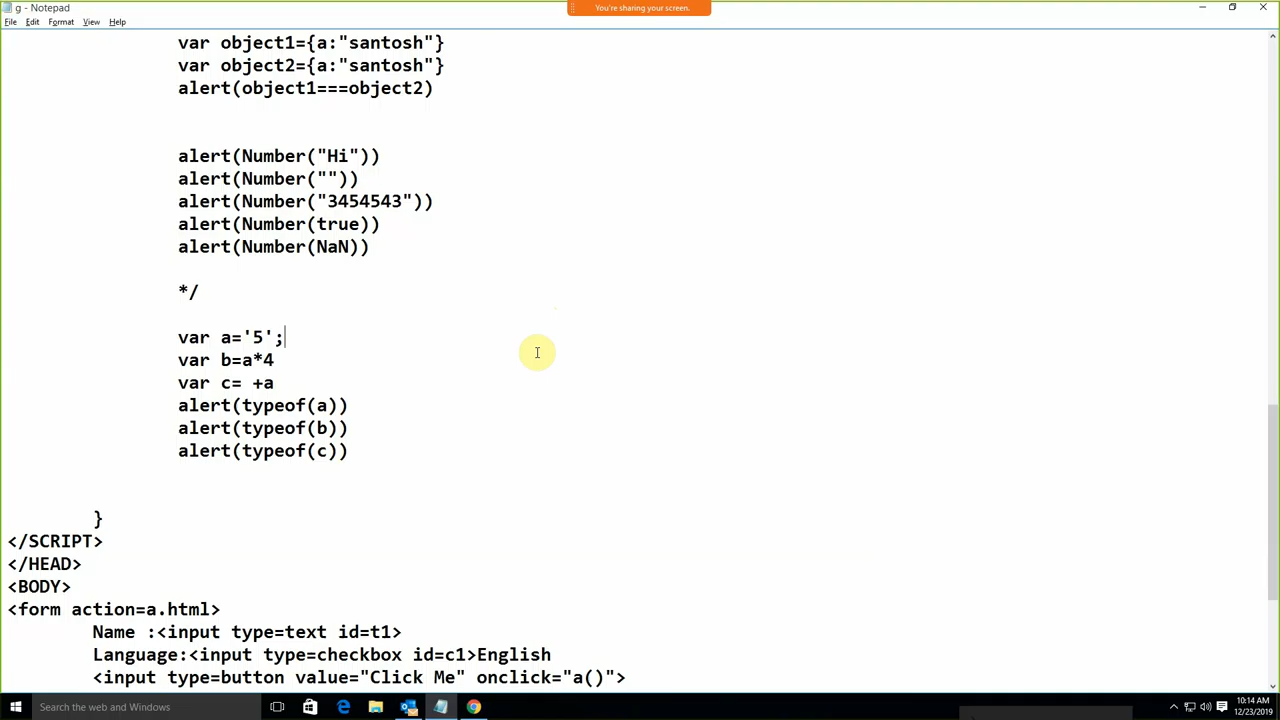 g - Notepad
You're sharing your screen.
File Edit Format View Help
var object1={a:"santosh"}
var object2={a:"santosh"}
alert(object1===object2)
alert(Number("Hi"))
alert(Number(""))
alert(Number("3454543"))
alert(Number(true))
alert(Number(NaN))
*/
var a='5';
var b=a*4
var c= +a
alert(typeof(a))
alert(typeof(b))
alert(typeof(c))
}
</SCRIPT>
</HEAD>
<BODY>
<form action=a.html>
Name :<input type=text id=t1>
Language:<input type=checkbox id=c1>English
<input type=button value="Click Me" onclick="a()">
Search the web and Windows
10:14 AM
12/23/2019